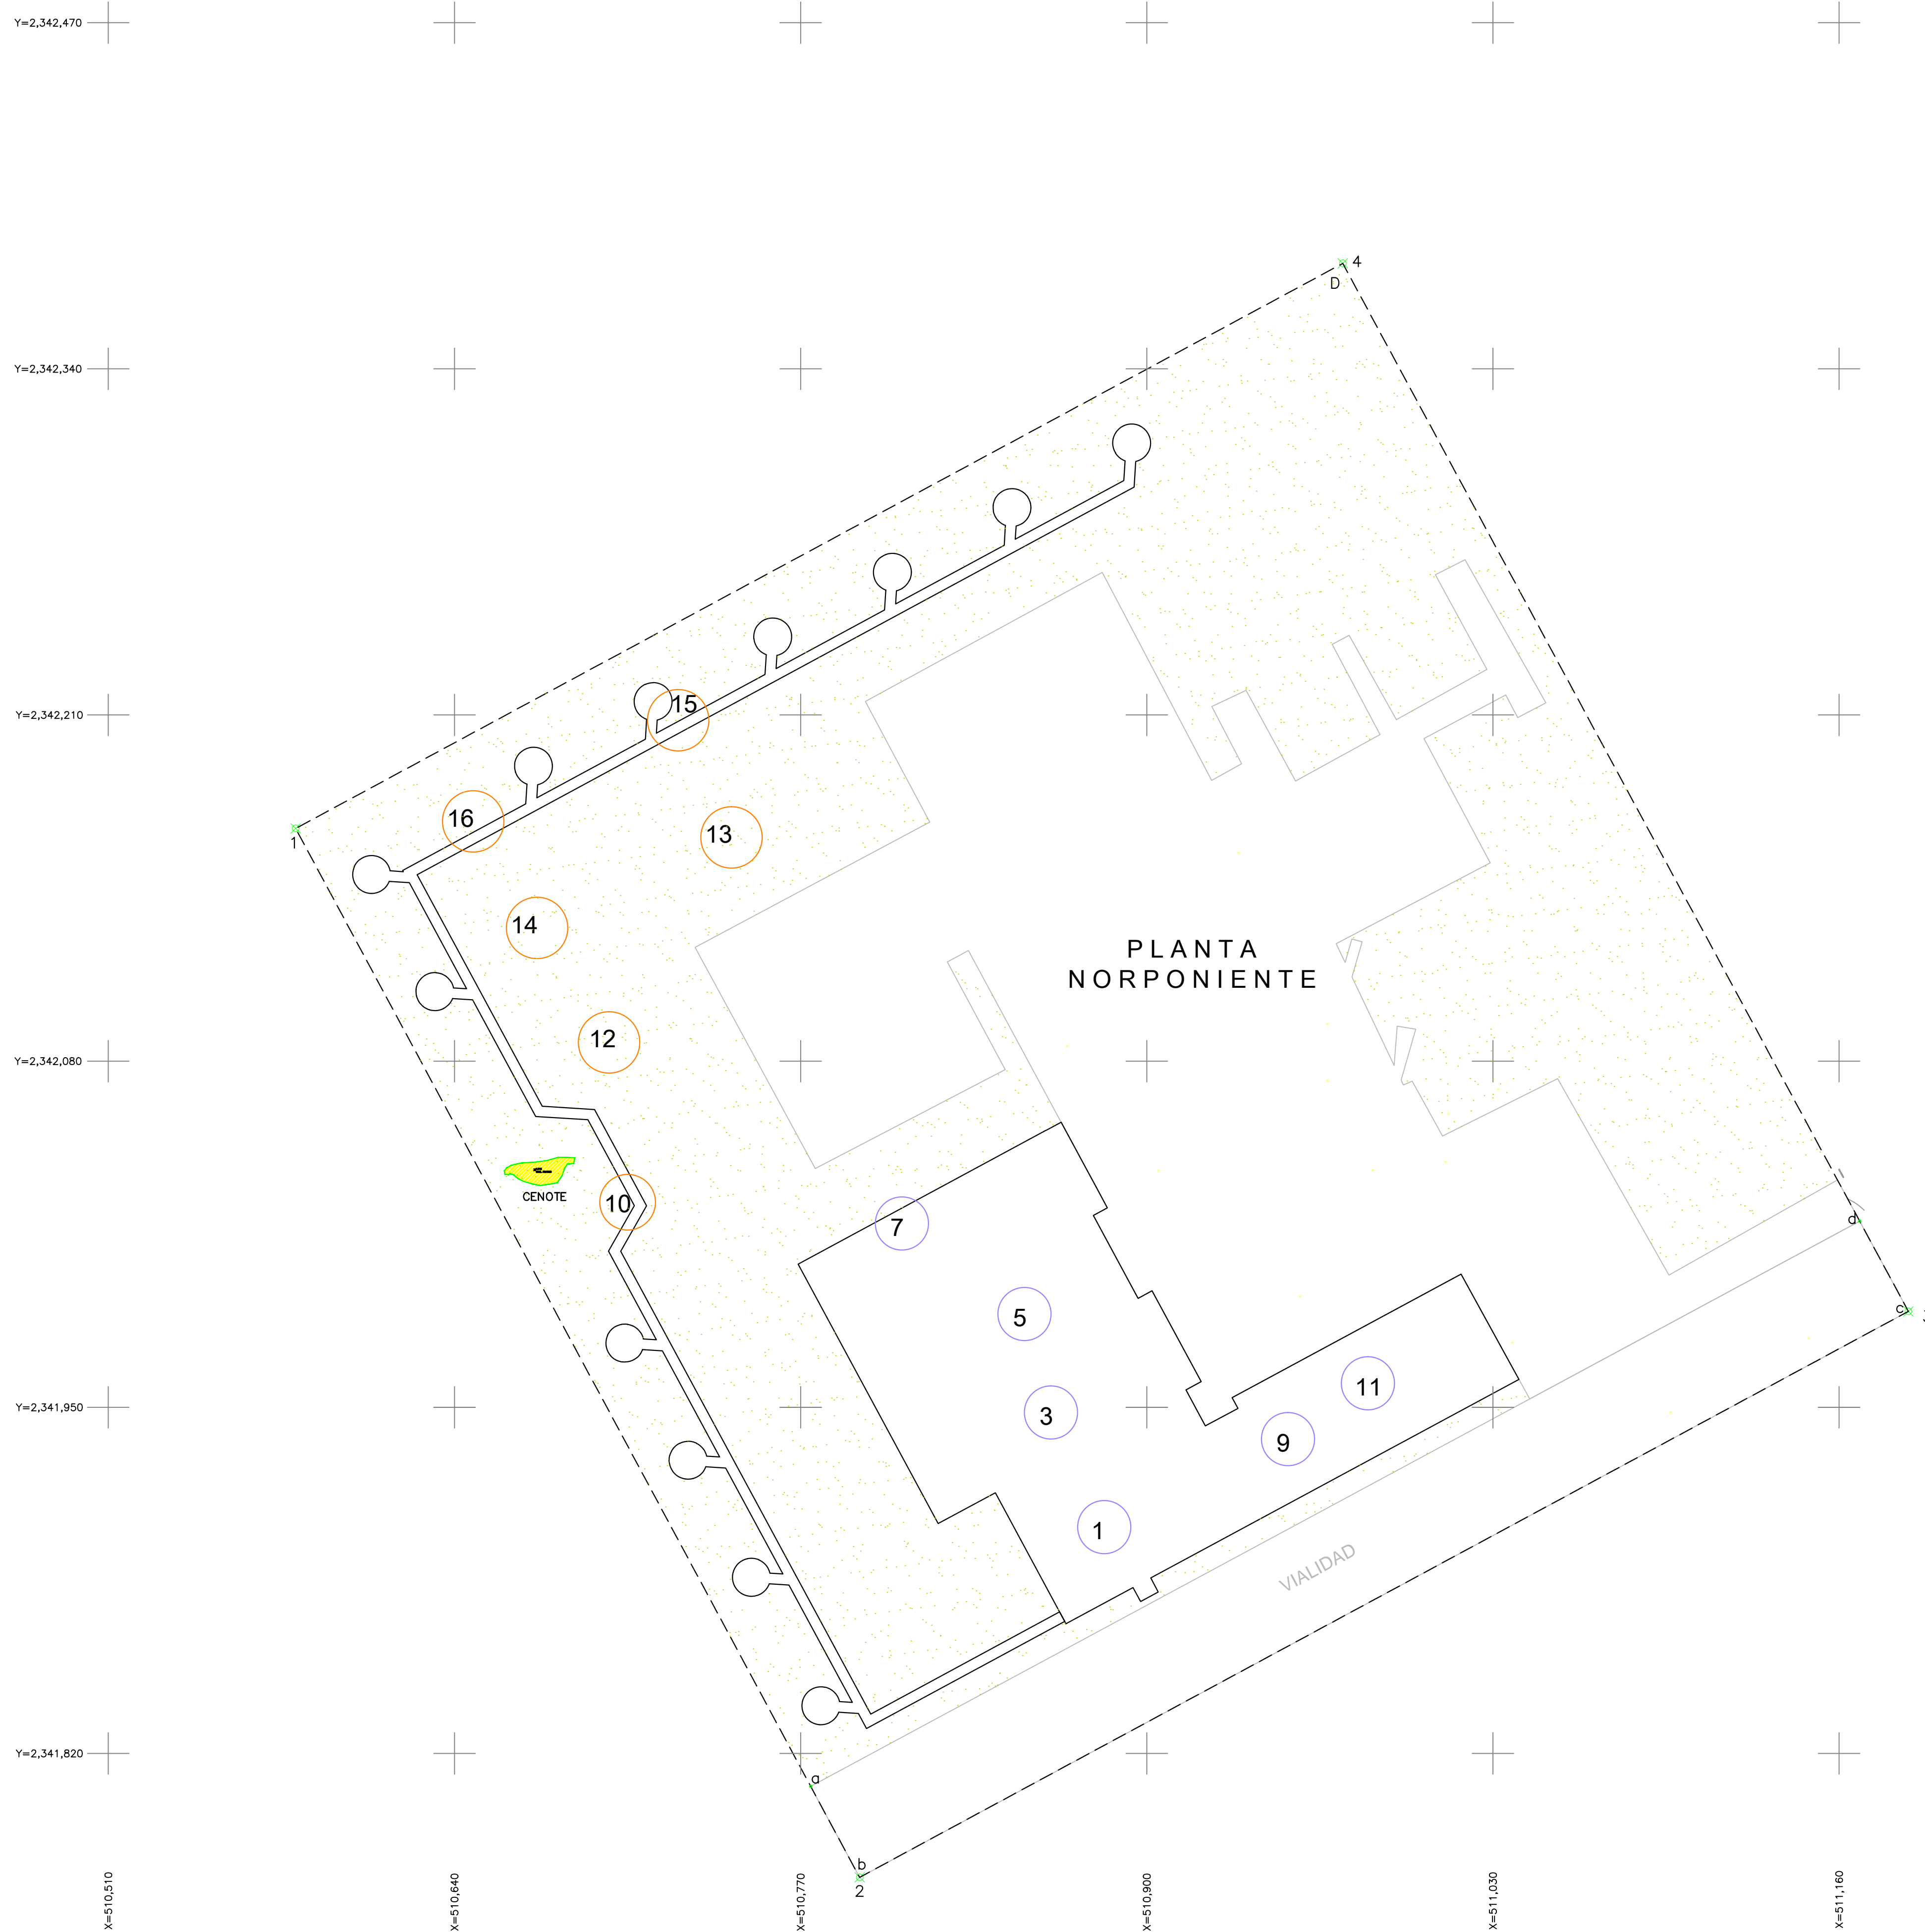 Y=2,342,470
4
D
Y=2,342,340
15
Y=2,342,210
16
13
1
14
PLANTA
NORPONIENTE
12
Y=2,342,080
CENOTE
10
7
d
c
5
11
3
Y=2,341,950
9
1
VIALIDAD
Y=2,341,820
a
b
2
X=510,510
X=510,640
X=510,770
X=510,900
X=511,030
X=511,160